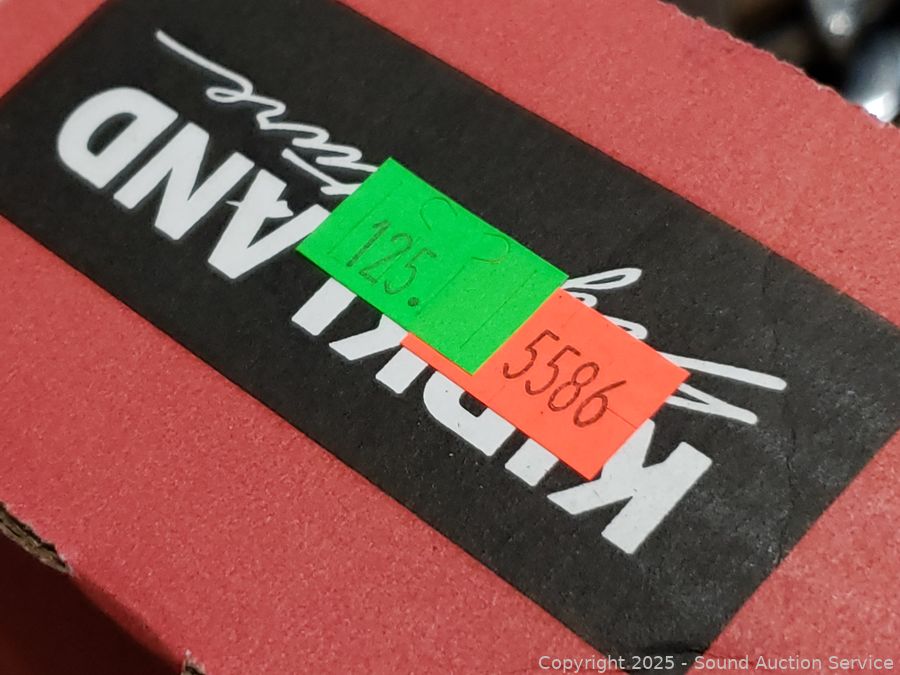 KIRKLAND
Signature
125.
5586
Copyright 2025 - Sound Auction Service